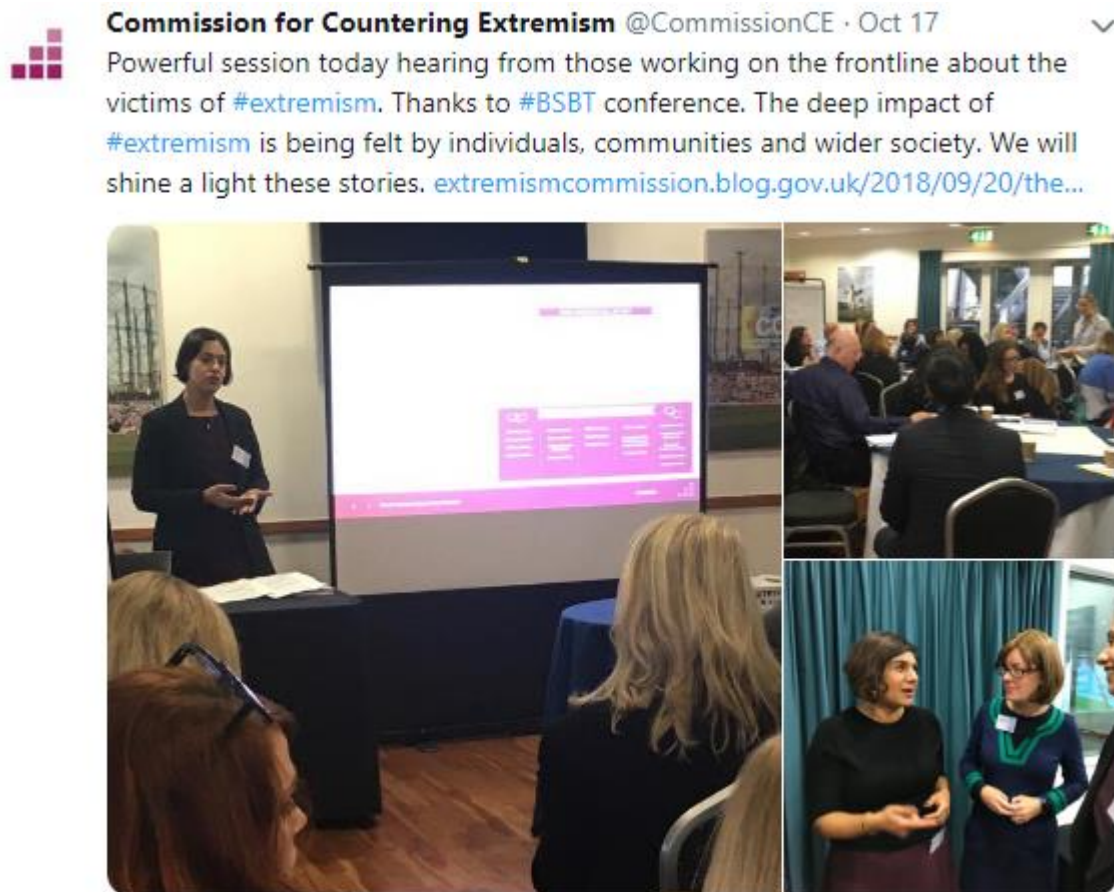 Commission for Countering Extremism @CommissionCE · Oct 17
Powerful session today hearing from those working on the frontline about the
victims of #extremism. Thanks to #BSBT conference. The deep impact of
#extremism is being felt by individuals, communities and wider society. We will
shine a light these stories. extremismcommission.blog.gov.uk/2018/09/20/the...